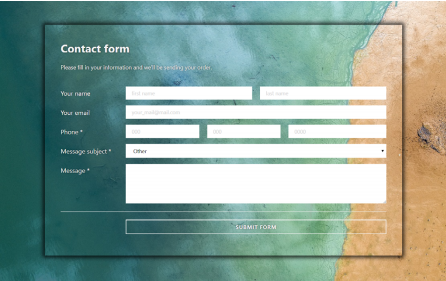 Contact form
Please fill in your information and we'll be sending your order.
Your name First name Last name
Your email
Phone * 000 000 0000
Message subject * Other
Message *
SUBMIT FORM